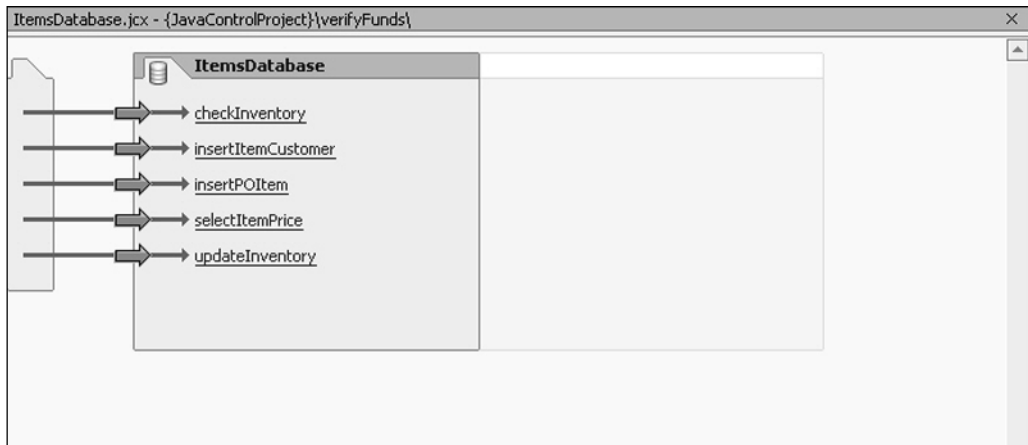 ItemsDatabase.jcx - {JavaControlProject}\verifyFunds\
ItemsDatabase
checkInventory
insertItemCustomer
insertPOItem
selectItemPrice
updateInventory